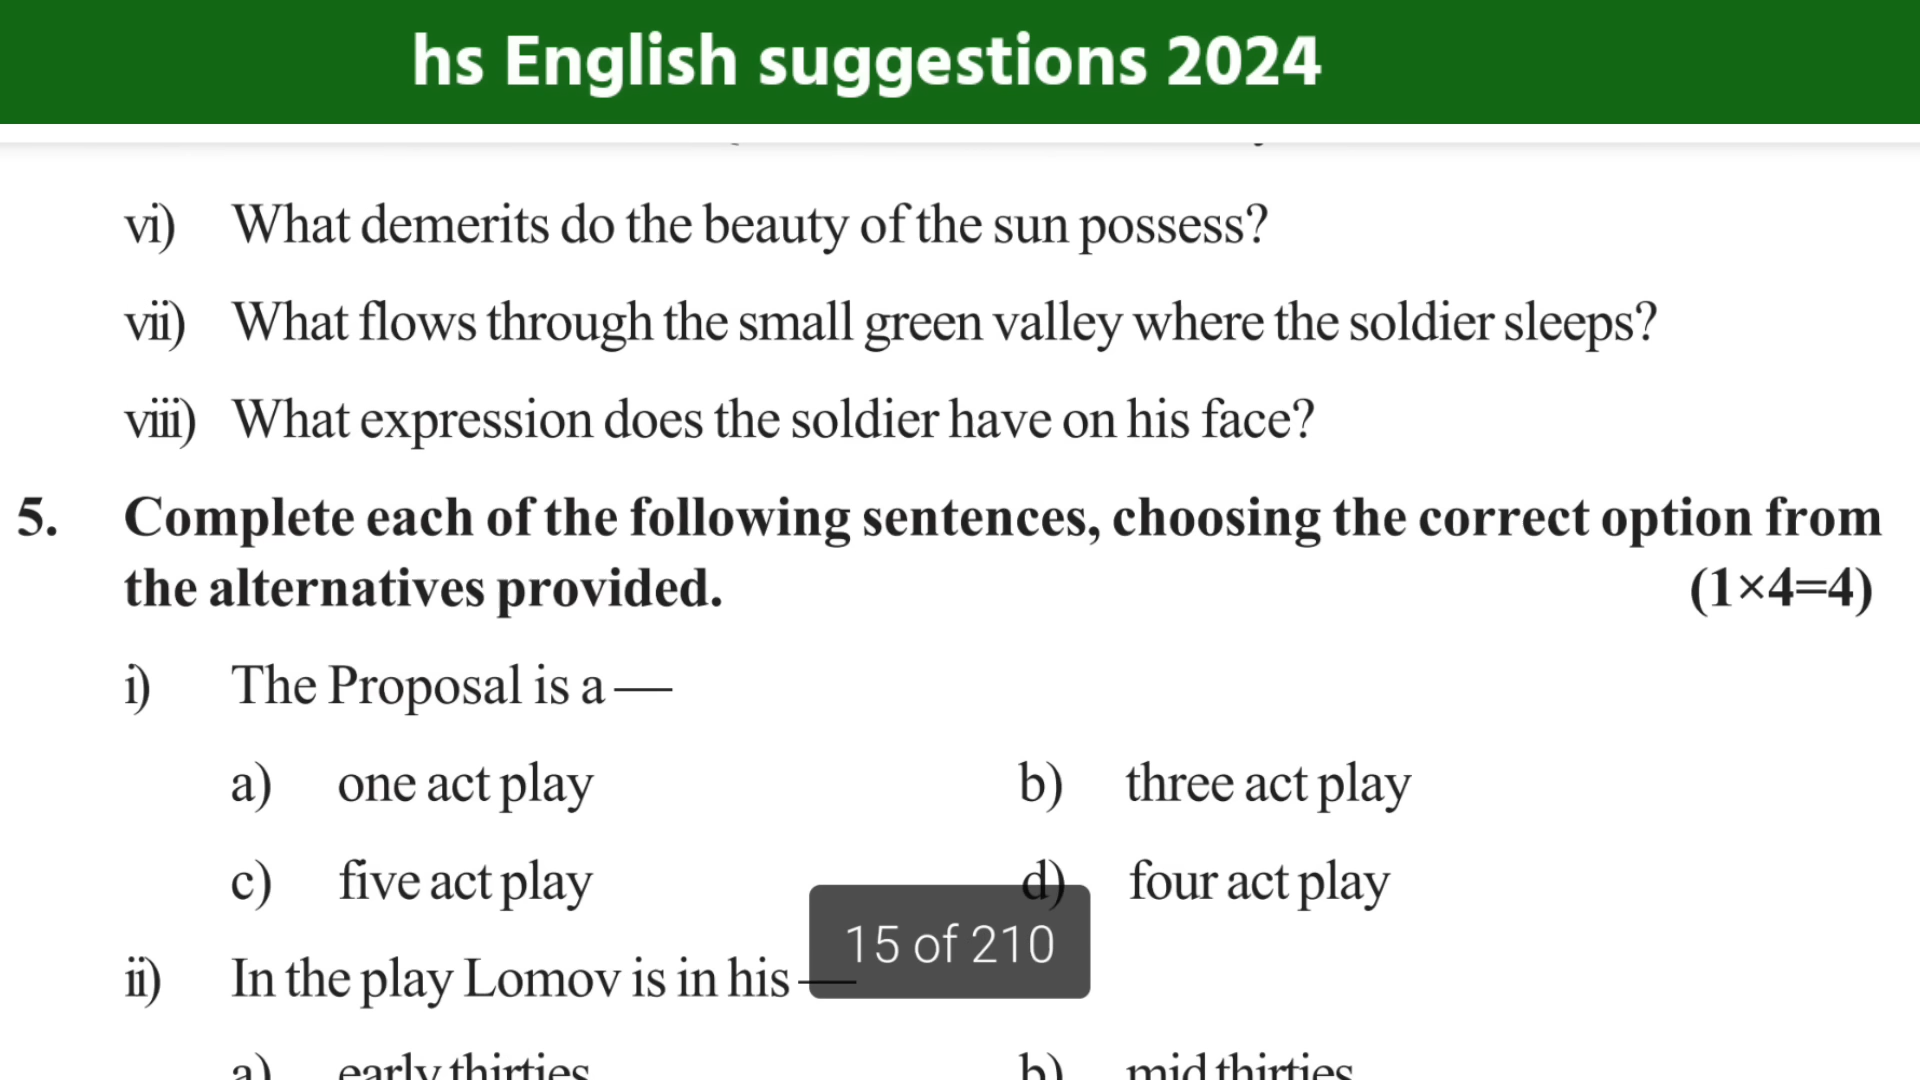 hs English suggestions 2024
vi) What demerits do the beauty of the sun possess?
vii) What flows through the small green valley where the soldier sleeps?
viii) What expression does the soldier have on his face?
5. Complete each of the following sentences, choosing the correct option from
the alternatives provided. (1×4=4)
i) The Proposal is a —
a) one act play b) three act play
c) five act play d) four act play
15 of 210
ii) In the play Lomov is in his —
a) early thirties b) mid thirties